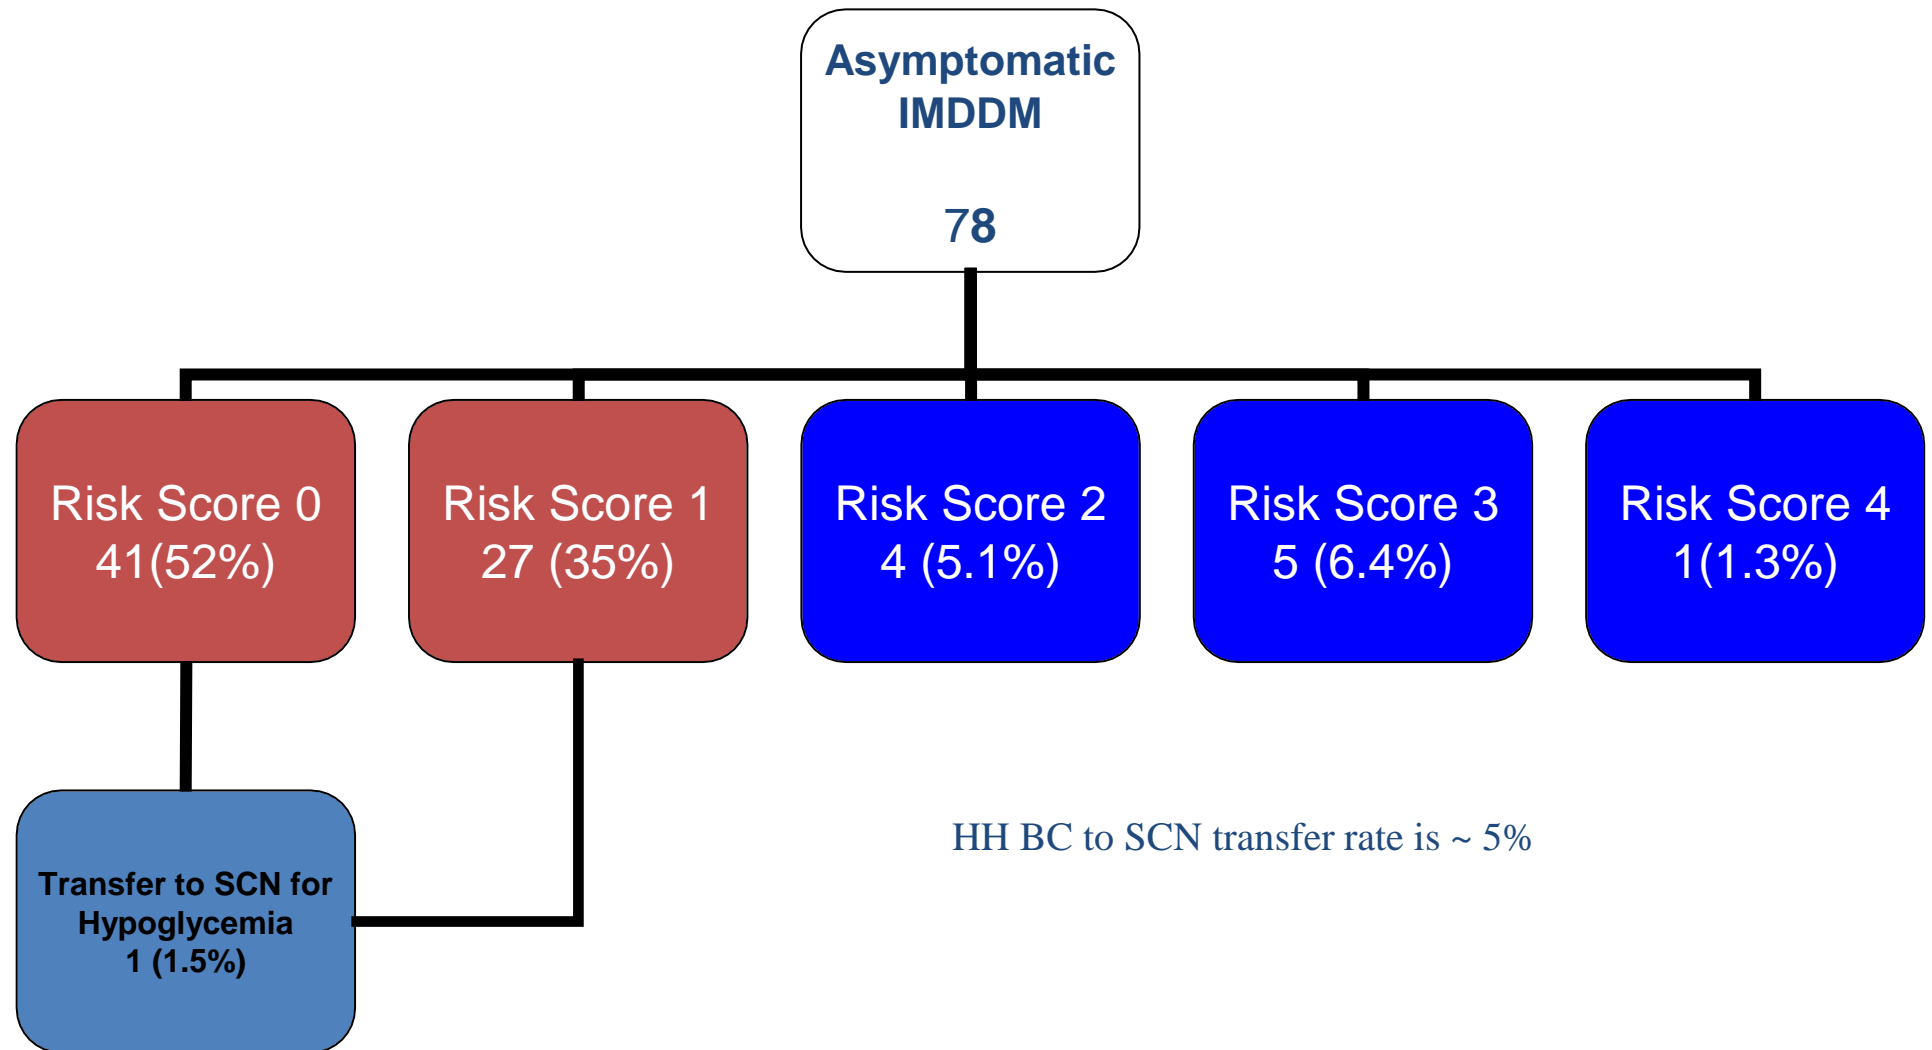 Asymptomatic
IMDDM
78
Risk Score 0
41(52%)
Risk Score 1
27 (35%)
Risk Score 2
4 (5.1%)
Risk Score 3
5 (6.4%)
Risk Score 4
1(1.3%)
Transfer to SCN for
Hypoglycemia
1 (1.5%)
HH BC to SCN transfer rate is ~ 5%